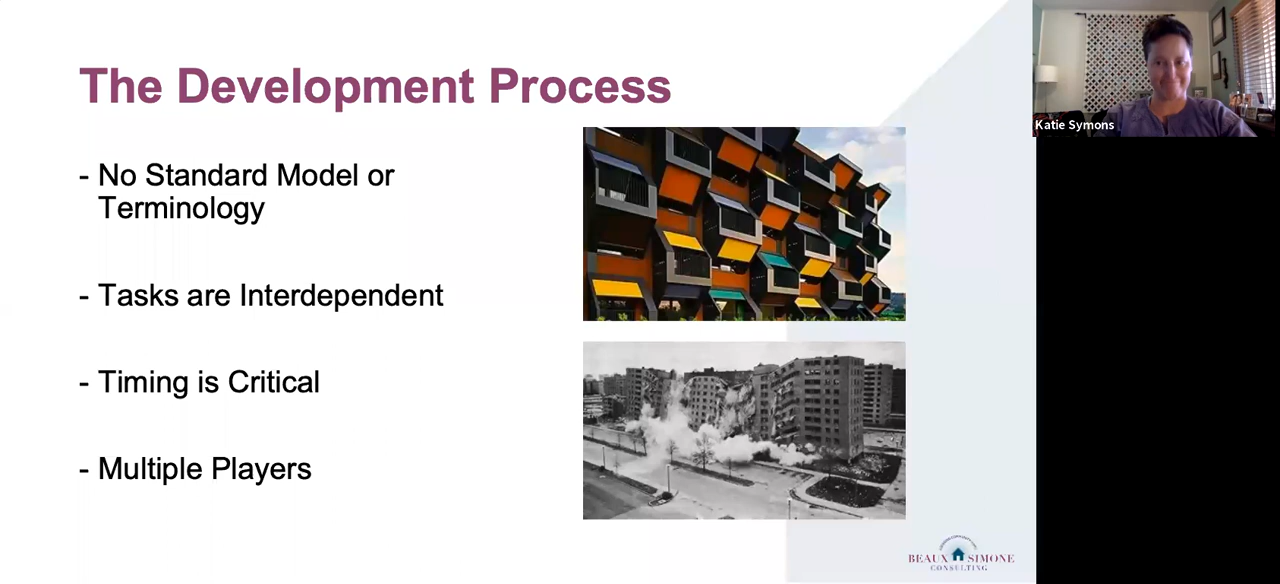 The Development Process
Katie Symons
- No Standard Model or
Terminology
- Tasks are Interdependent
- Timing is Critical
- Multiple Players
BEAUX SIMONE
CONSULTING